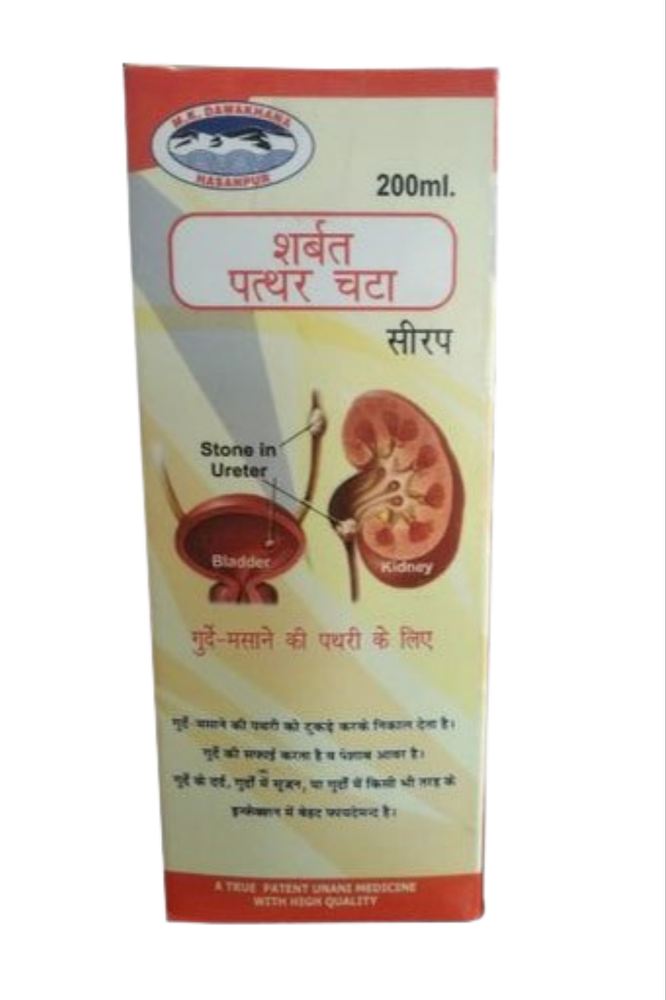 M.K. DAWAKHANA
HASANPUR
200ml.
शर्बत
पत्थर चटा
सीरप
Stone in
Ureter
Bladder
Kidney
गुर्दे-मसाने की पथरी के लिए
गुर्दे-मसाने की पथरी को टुकड़े करके निकाल देता है।
गुर्दे की सफाई करता है व पेशाब आवर है।
गुर्दे के दर्द, गुर्दों में सूजन, या गुर्दों में किसी भी तरह के
इन्फेक्शन में बेहद फायदेमन्द है।
A TRUE PATENT UNANI MEDICINE
WITH HIGH QUALITY